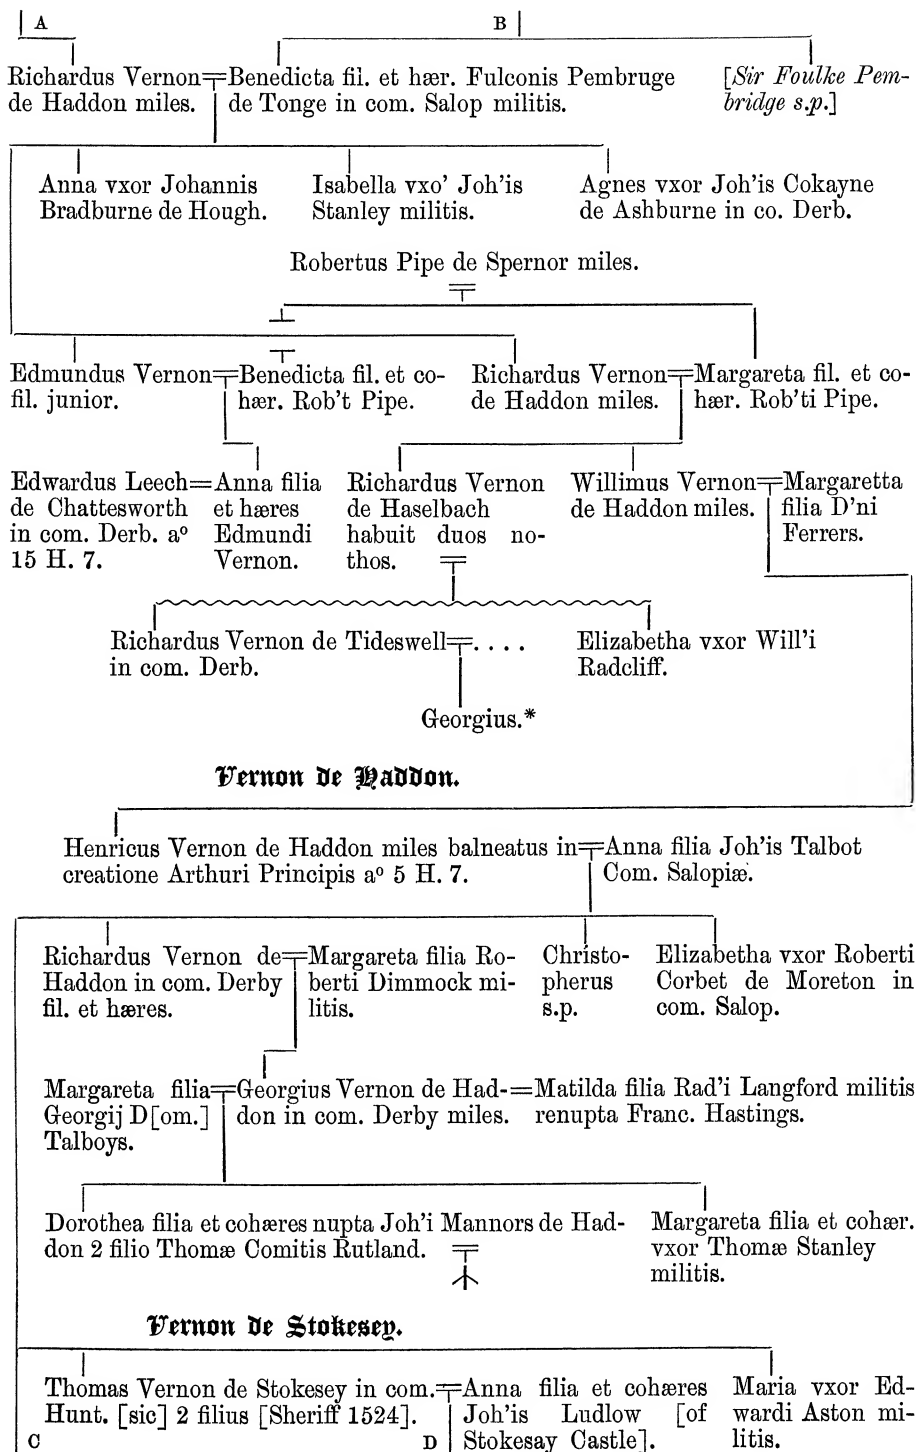 A B
Richardus Vernon=Benedicta fil. et hær. Fulconis Pembruge [Sir Foulke Pem-
de Haddon miles. de Tonge in com. Salop militis. bridge s.p.]
Anna vxor Johannis Isabella vxo' Joh'is Agnes vxor Joh'is Cokayne
Bradburne de Hough. Stanley militis. de Ashburne in co. Derb.
Robertus Pipe de Spernor miles.
Edmundus Vernon=Benedicta fil. et co- Richardus Vernon=Margareta fil. et co-
fil. junior. hær. Rob't Pipe. de Haddon miles. hær. Rob'ti Pipe.
Edwardus Leech=Anna filia Richardus Vernon Willimus Vernon=Margaretta
de Chattesworth et hæres de Haselbach de Haddon miles. filia D'ni
in com. Derb. aº Edmundi habuit duos no- Ferrers.
15 H. 7. Vernon. thos.
Richardus Vernon de Tideswell=.... Elizabetha vxor Will'i
in com. Derb. Radcliff.
Georgius.*
Vernon de Haddon.
Henricus Vernon de Haddon miles balneatus in=Anna filia Joh'is Talbot
creatione Arthuri Principis aº 5 H. 7. Com. Salopiæ.
Richardus Vernon de=Margareta filia Ro- Christo- Elizabetha vxor Roberti
Haddon in com. Derby berti Dimmock mi- pherus Corbet de Moreton in
fil. et hæres. litis. s.p. com. Salop.
Margareta filia=Georgius Vernon de Had-=Matilda filia Rad'i Langford militis
Georgij D[om.] don in com. Derby miles. renupta Franc. Hastings.
Talboys.
Dorothea filia et cohæres nupta Joh'i Mannors de Had- Margareta filia et cohær.
don 2 filio Thomæ Comitis Rutland. vxor Thomæ Stanley
militis.
Vernon de Stokesey.
Thomas Vernon de Stokesey in com.=Anna filia et cohæres Maria vxor Ed-
Hunt. [sic] 2 filius [Sheriff 1524]. Joh'is Ludlow [of wardi Aston mi-
C D Stokesay Castle]. litis.